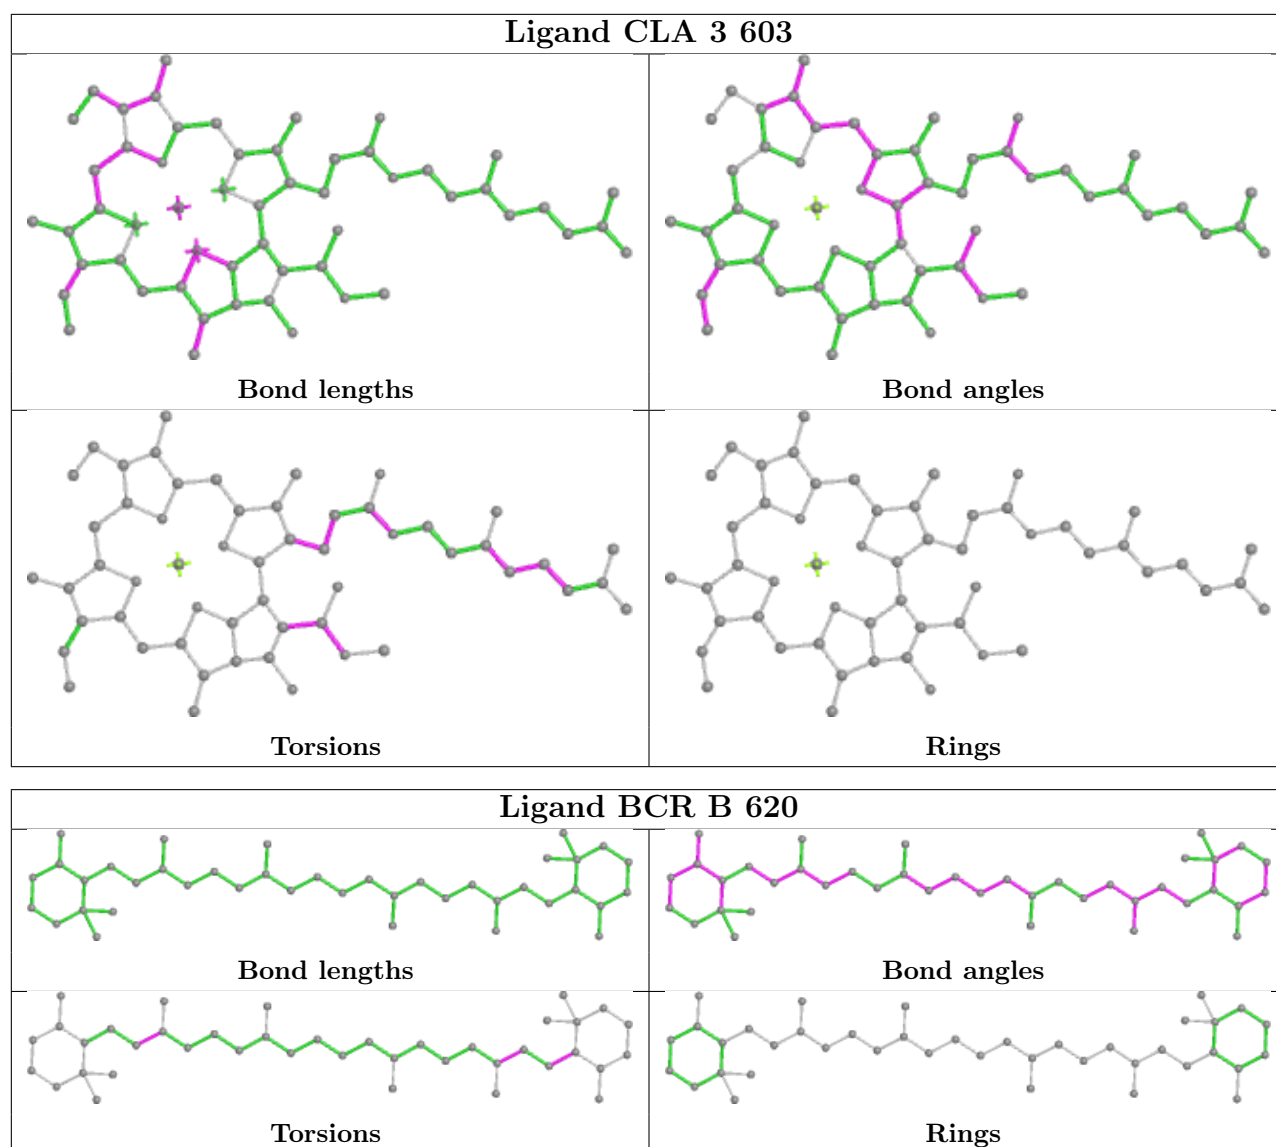 Ligand CLA 3 603
Bond lengths
Bond angles
Torsions
Rings
Ligand BCR B 620
Bond lengths
Bond angles
Torsions
Rings